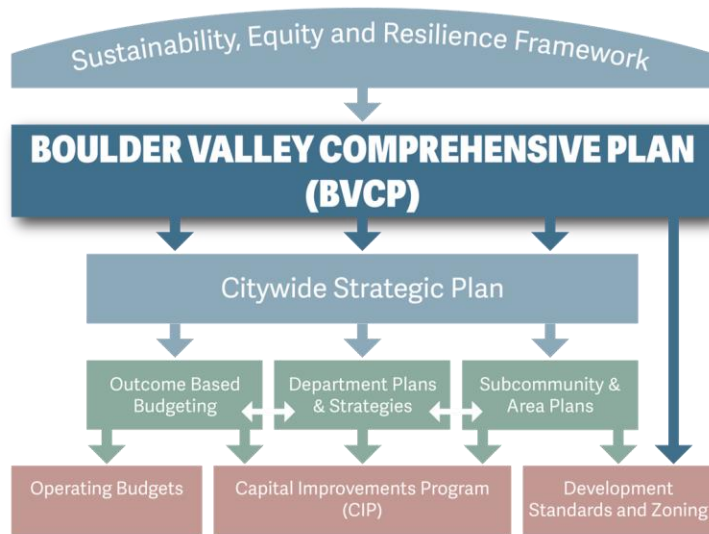 Sustainability, Equity and Resilience Framework
BOULDER VALLEY COMPREHENSIVE PLAN
(BVCP)
Citywide Strategic Plan
Outcome Based
Budgeting
Department Plans
& Strategies
Subcommunity &
Area Plans
Operating Budgets
Capital Improvements Program
(CIP)
Development
Standards and Zoning